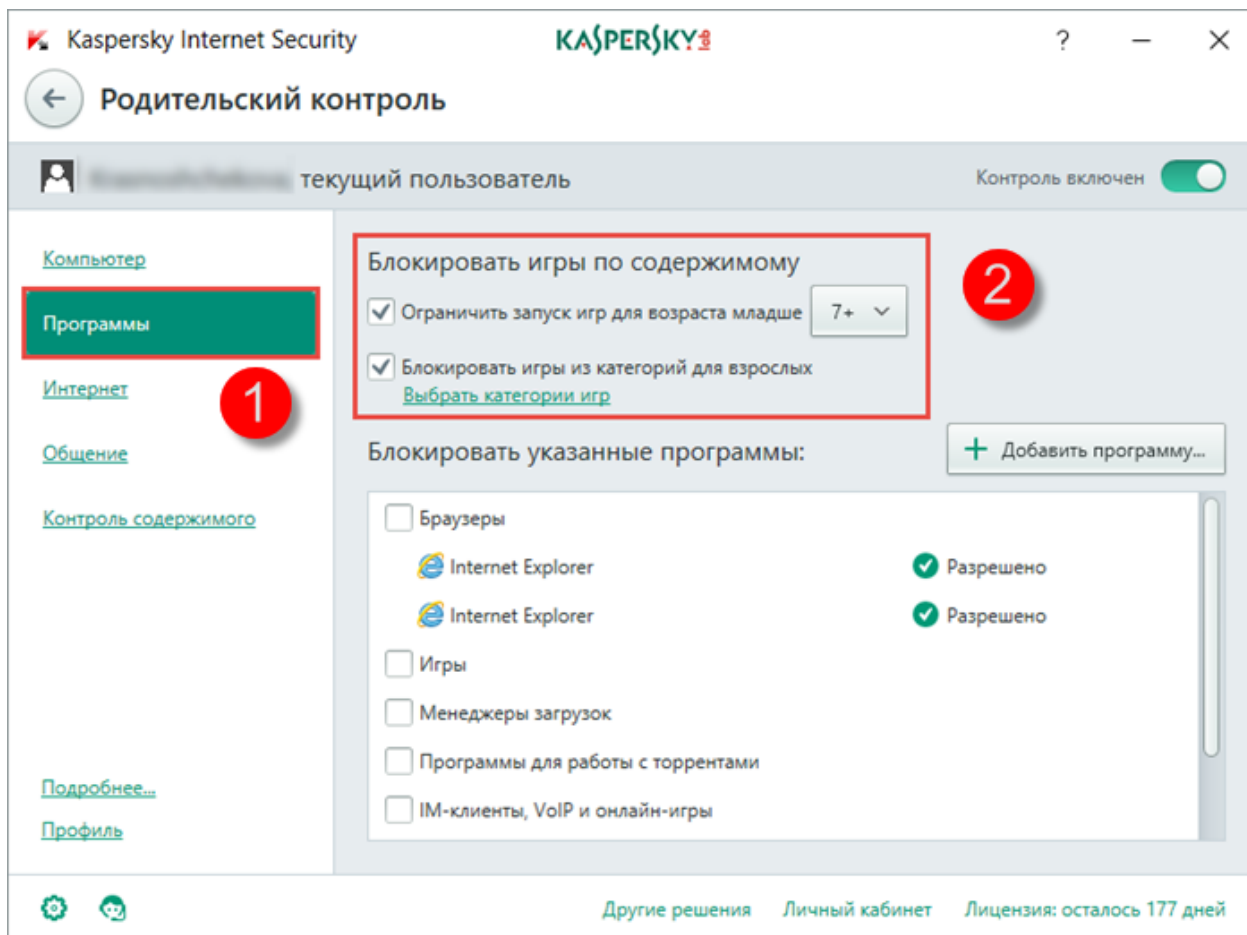 Kaspersky Internet Security
KASPERSKY
?
Родительский контроль
текущий пользователь
Контроль включен
Компьютер
Программы
Интернет
Общение
Контроль содержимого
Подробнее...
Профиль
1
Блокировать игры по содержимому
Ограничить запуск игр для возраста младше 7+
Блокировать игры из категорий для взрослых
Выбрать категории игр
2
Блокировать указанные программы:
+ Добавить программу...
Браузеры
Internet Explorer Разрешено
Internet Explorer Разрешено
Игры
Менеджеры загрузок
Программы для работы с торрентами
IM-клиенты, VoIP и онлайн-игры
Другие решения
Личный кабинет
Лицензия: осталось 177 дней